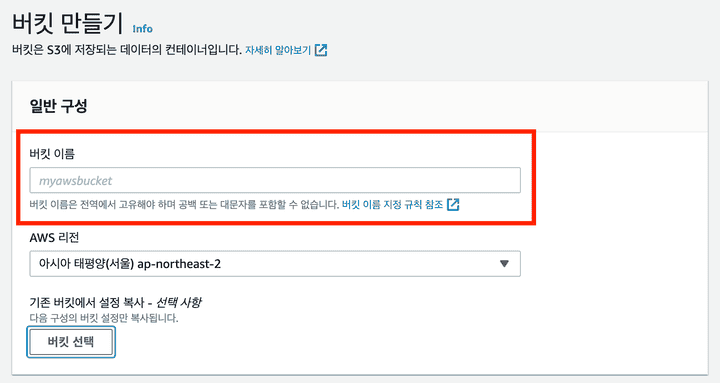 버킷 만들기 Info
버킷은 S3에 저장되는 데이터의 컨테이너입니다. 자세히 알아보기
일반 구성
버킷 이름
myawsbucket
버킷 이름은 전역에서 고유해야 하며 공백 또는 대문자를 포함할 수 없습니다. 버킷 이름 지정 규칙 참조
AWS 리전
아시아 태평양(서울) ap-northeast-2
기존 버킷에서 설정 복사 - 선택 사항
다음 구성의 버킷 설정만 복사됩니다.
버킷 선택